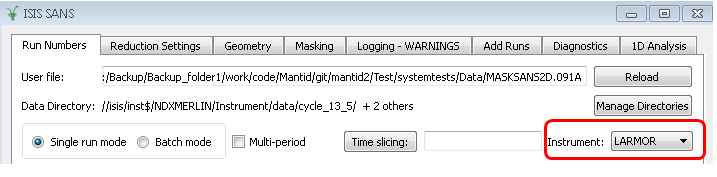 ISIS SANS
Run Numbers Reduction Settings Geometry Masking Logging - WARNINGS Add Runs Diagnostics 1D Analysis
User file: :/Backup/Backup_folder1/work/code/Mantid/git/mantid2/Test/systemtests/Data/MASKSANS2D.091A Reload
Data Directory: //isis/inst$/NDXMERLIN/Instrument/data/cycle_13_5/ + 2 others Manage Directories
Single run mode Batch mode Multi-period Time slicing: Instrument: LARMOR